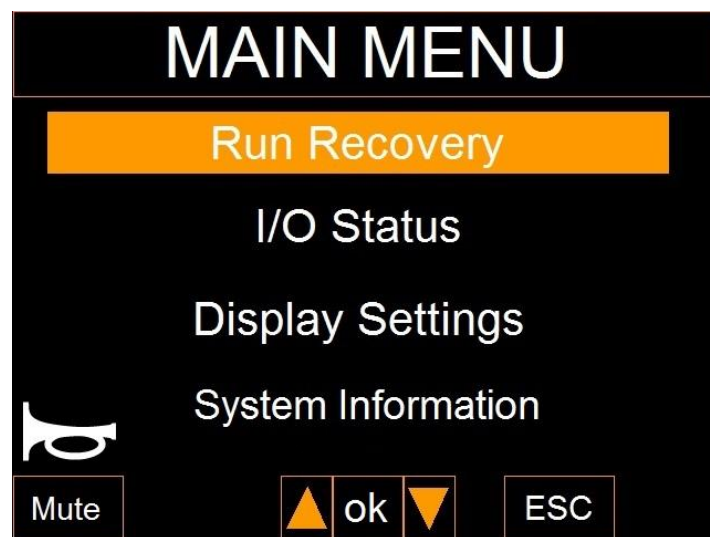 MAIN MENU
Run Recovery
I/O Status
Display Settings
System Information
Mute
ok
ESC